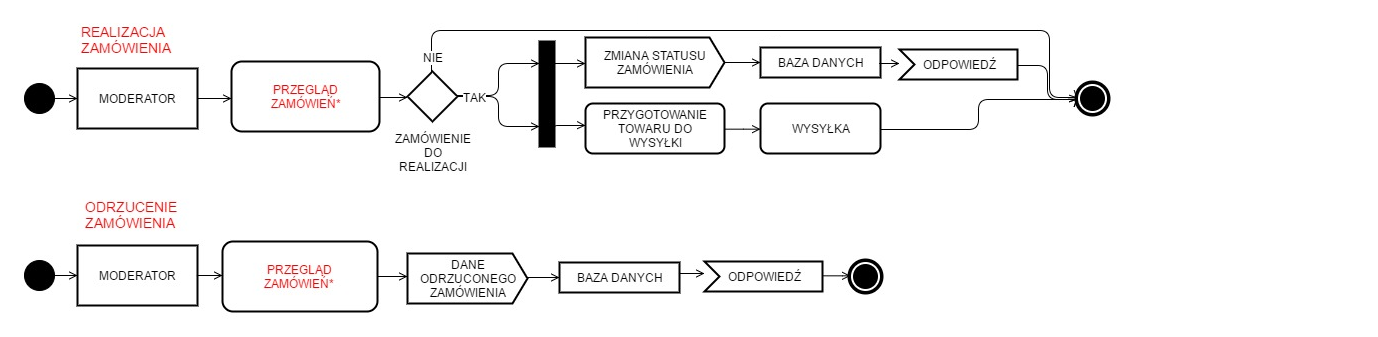 REALIZACJA
ZAMÓWIENIA
MODERATOR
PRZEGLĄD
ZAMÓWIEŃ*
NIE
TAK
ZAMÓWIENIE
DO
REALIZACJI
ZMIANA STATUSU
ZAMÓWIENIA
BAZA DANYCH
ODPOWIEDŹ
PRZYGOTOWANIE
TOWARU DO
WYSYŁKI
WYSYŁKA
ODRZUCENIE
ZAMÓWIENIA
MODERATOR
PRZEGLĄD
ZAMÓWIEŃ*
DANE
ODRZUCONEGO
ZAMÓWIENIA
BAZA DANYCH
ODPOWIEDŹ